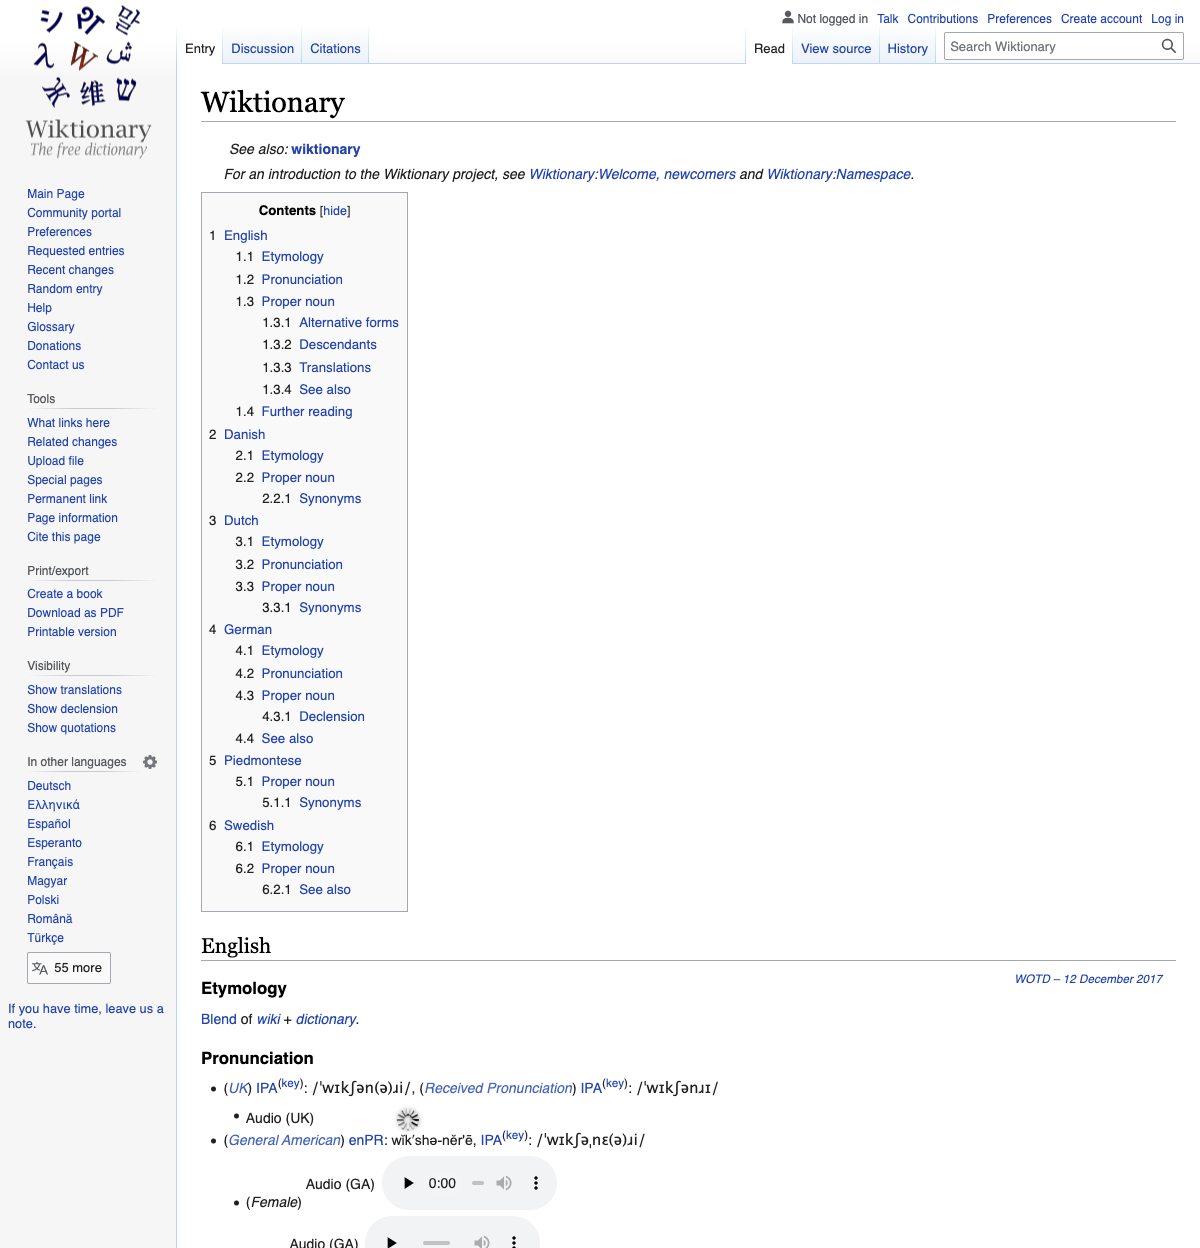 Not logged in Talk Contributions Preferences Create account Log in
Entry Discussion Citations Read View source History Search Wiktionary
シ 말
λ W ش
维 ש
Wiktionary
The free dictionary
Main Page
Community portal
Preferences
Requested entries
Recent changes
Random entry
Help
Glossary
Donations
Contact us
Tools
What links here
Related changes
Upload file
Special pages
Permanent link
Page information
Cite this page
Print/export
Create a book
Download as PDF
Printable version
Visibility
Show translations
Show declension
Show quotations
In other languages
Deutsch
Ελληνικά
Español
Esperanto
Français
Magyar
Polski
Română
Türkçe
55 more
If you have time, leave us a
note.
Wiktionary
See also: wiktionary
For an introduction to the Wiktionary project, see Wiktionary:Welcome, newcomers and Wiktionary:Namespace.
Contents [hide]
1 English
1.1 Etymology
1.2 Pronunciation
1.3 Proper noun
1.3.1 Alternative forms
1.3.2 Descendants
1.3.3 Translations
1.3.4 See also
1.4 Further reading
2 Danish
2.1 Etymology
2.2 Proper noun
2.2.1 Synonyms
3 Dutch
3.1 Etymology
3.2 Pronunciation
3.3 Proper noun
3.3.1 Synonyms
4 German
4.1 Etymology
4.2 Pronunciation
4.3 Proper noun
4.3.1 Declension
4.4 See also
5 Piedmontese
5.1 Proper noun
5.1.1 Synonyms
6 Swedish
6.1 Etymology
6.2 Proper noun
6.2.1 See also
English
WOTD – 12 December 2017
Etymology
Blend of wiki + dictionary.
Pronunciation
• (UK) IPA(key): /ˈwɪkʃən(ə)ɹi/, (Received Pronunciation) IPA(key): /ˈwɪkʃənɹɪ/
• Audio (UK)
• (General American) enPR: wĭk′shə-nĕr'ē, IPA(key): /ˈwɪkʃəˌnɛ(ə)ɹi/
Audio (GA) 0:00
• (Female)
Audio (GA)